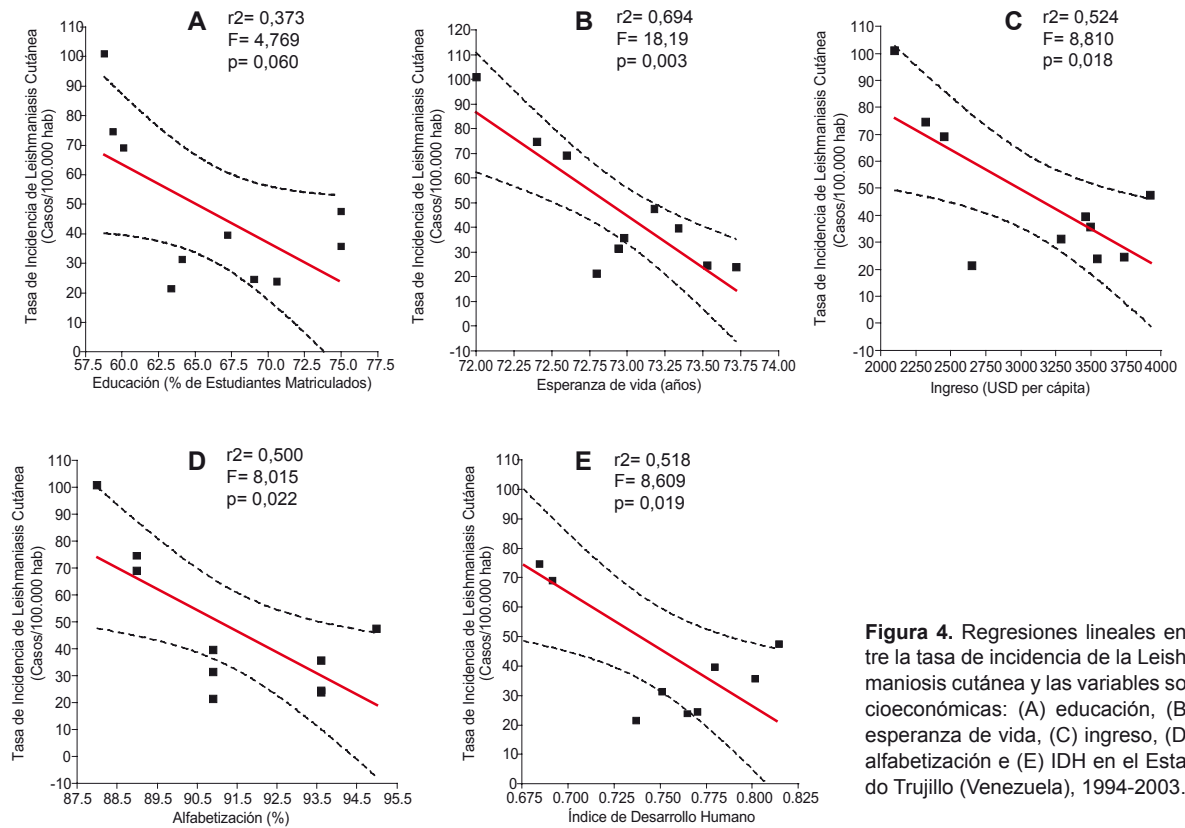 A
r2= 0,373
F= 4,769
p= 0,060
Tasa de Incidencia de Leishmaniasis Cutánea
(Casos/100.000 hab)
110
100
90
80
70
60
50
40
30
20
10
0
57.5 60.0 62.5 65.0 67.5 70.0 72.5 75.0 77.5
Educación (% de Estudiantes Matriculados)
B
r2= 0,694
F= 18,19
p= 0,003
Tasa de Incidencia de Leishmaniasis Cutánea
(Casos/100.000 hab)
120
110
100
90
80
70
60
50
40
30
20
10
0
-10
72.00 72.25 72.50 72.75 73.00 73.25 73.50 73.75 74.00
Esperanza de vida (años)
C
r2= 0,524
F= 8,810
p= 0,018
Tasa de Incidencia de Leishmaniasis Cutánea
(Casos/100.000 hab)
110
100
90
80
70
60
50
40
30
20
10
0
-10
2000 2250 2500 2750 3000 3250 3500 3750 4000
Ingreso (USD per cápita)
D
r2= 0,500
F= 8,015
p= 0,022
Tasa de Incidencia de Leishmaniasis Cutánea
(Casos/100.000 hab)
110
100
90
80
70
60
50
40
30
20
10
0
-10
87.5 88.5 89.5 90.5 91.5 92.5 93.5 94.5 95.5
Alfabetización (%)
E
r2= 0,518
F= 8,609
p= 0,019
Tasa de Incidencia de Leishmaniasis Cutánea
(Casos/100.000 hab)
110
100
90
80
70
60
50
40
30
20
10
0
0.675 0.700 0.725 0.750 0.775 0.800 0.825
Índice de Desarrollo Humano
Figura 4. Regresiones lineales en
tre la tasa de incidencia de la Leish
maniosis cutánea y las variables so
cioeconómicas: (A) educación, (B
esperanza de vida, (C) ingreso, (D
alfabetización e (E) IDH en el Esta
do Trujillo (Venezuela), 1994-2003.